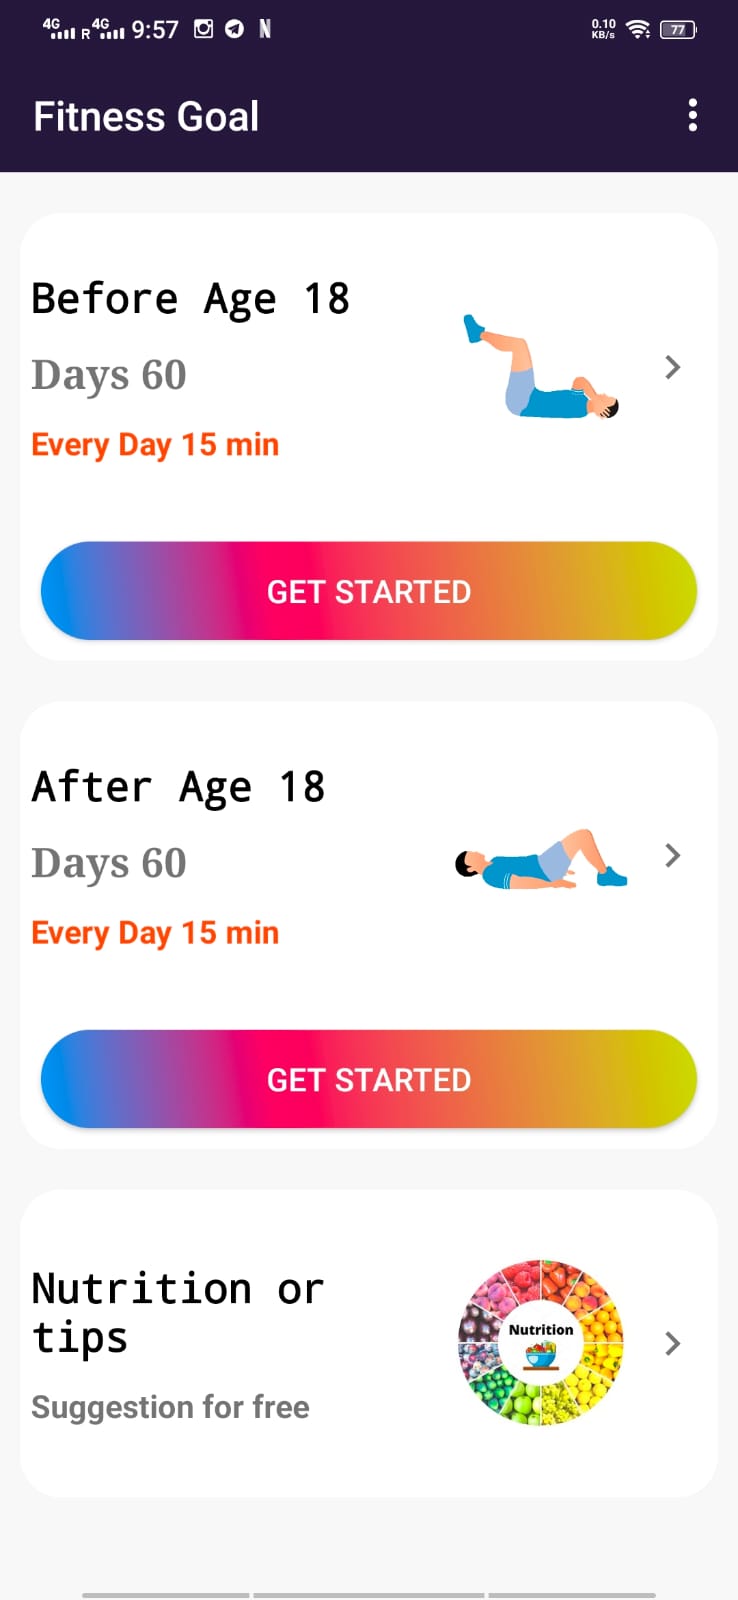 4G R 4G 9:57 N 0.10 KB/s 77
Fitness Goal
Before Age 18
Days 60
Every Day 15 min
GET STARTED
After Age 18
Days 60
Every Day 15 min
GET STARTED
Nutrition or
tips
Nutrition
Suggestion for free